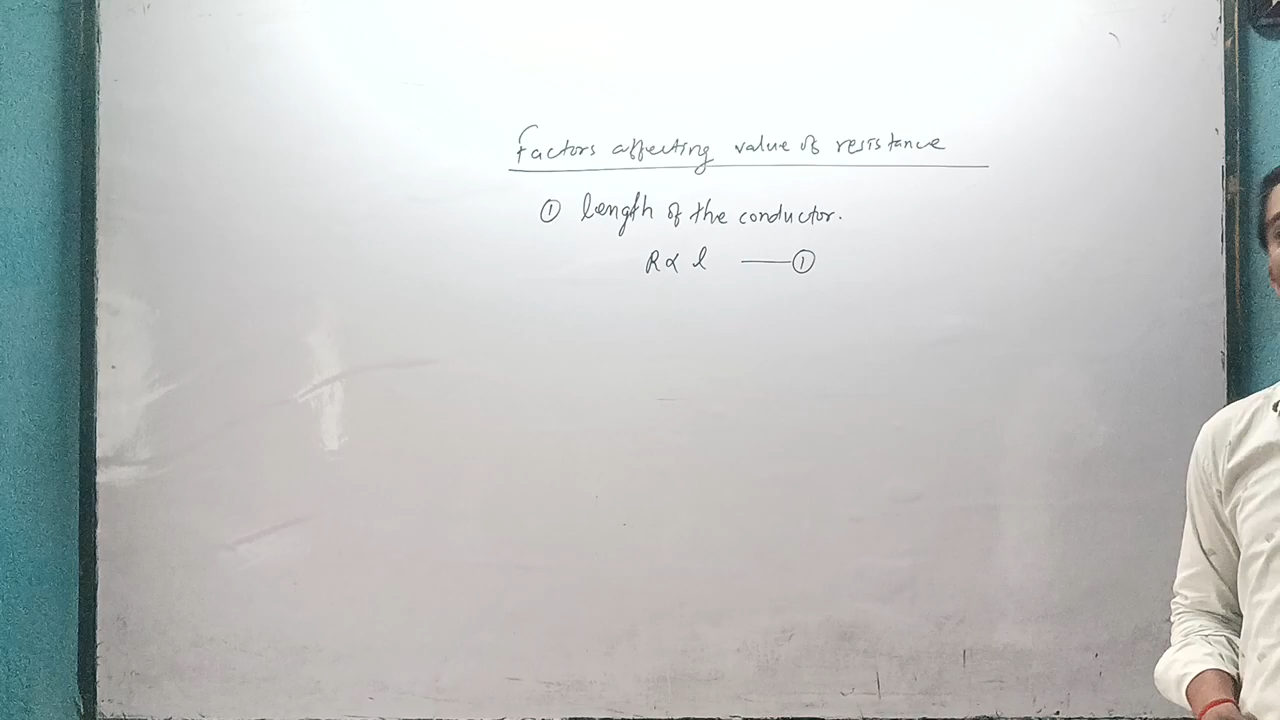 Factors affecting value of resistance
① length of the conductor.
R ∝ l —— ①